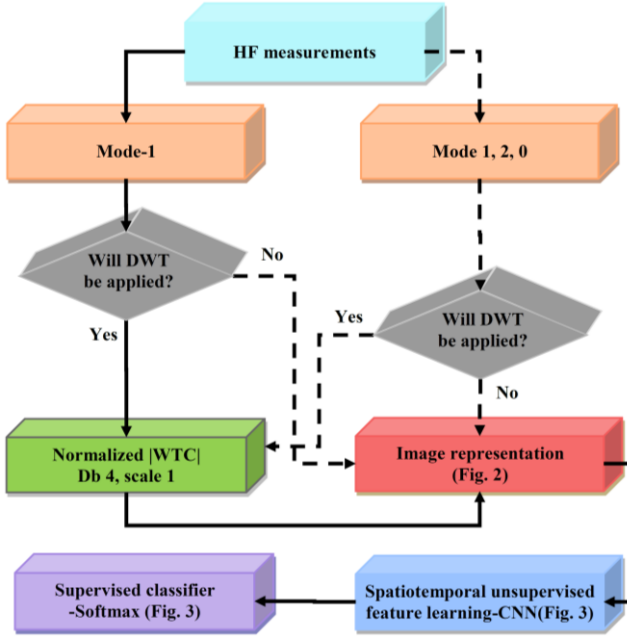 HF measurements
Mode-1
Mode 1, 2, 0
Will DWT
be applied?
No
Yes
Will DWT
be applied?
Yes
No
Normalized |WTC|
Db 4, scale 1
Image representation
(Fig. 2)
Supervised classifier
-Softmax (Fig. 3)
Spatiotemporal unsupervised
feature learning-CNN(Fig. 3)